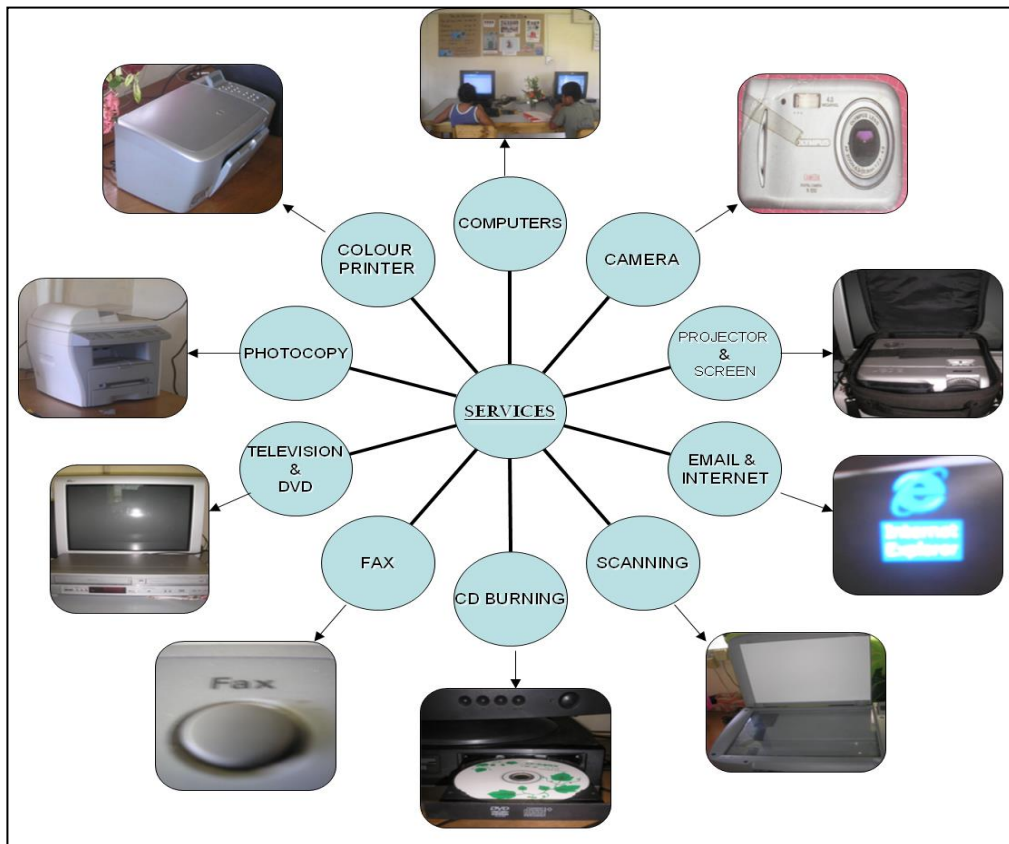 COMPUTERS
COLOUR
PRINTER
CAMERA
PHOTOCOPY
PROJECTOR
&
SCREEN
SERVICES
TELEVISION
&
DVD
EMAIL &
INTERNET
FAX
SCANNING
CD BURNING
OLYMPUS
Internet
Explorer
Fax